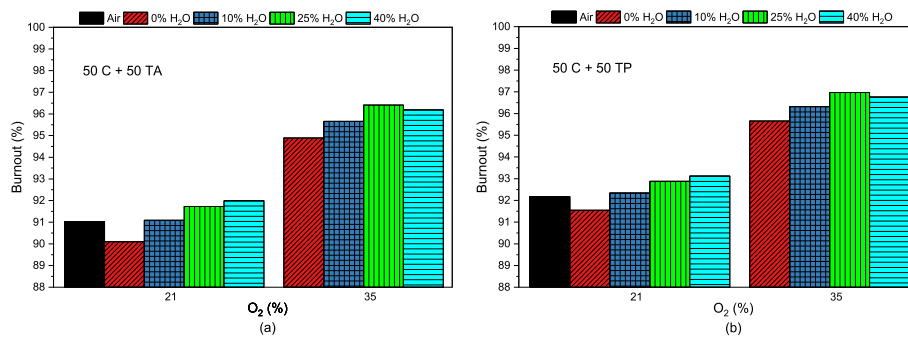 Air 0% H₂O 10% H₂O 25% H₂O 40% H₂O
100
99
98
97
96
95
94
93
92
91
90
89
88
Burnout (%)
50 C + 50 TA
21 35
O₂ (%)
(a)
Air 0% H₂O 10% H₂O 25% H₂O 40% H₂O
100
99
98
97
96
95
94
93
92
91
90
89
88
Burnout (%)
50 C + 50 TP
21 35
O₂ (%)
(b)